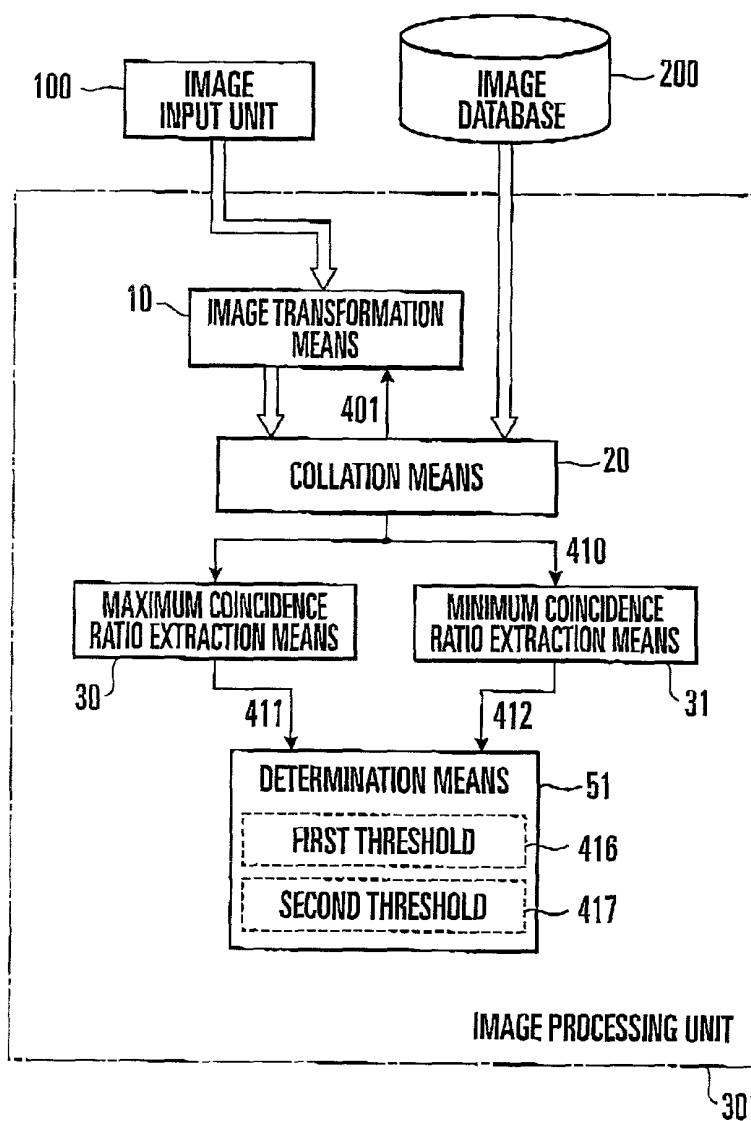 100
IMAGE
INPUT UNIT
IMAGE
DATABASE
200
10
IMAGE TRANSFORMATION
MEANS
401
COLLATION MEANS
20
410
MAXIMUM COINCIDENCE
RATIO EXTRACTION MEANS
MINIMUM COINCIDENCE
RATIO EXTRACTION MEANS
30
31
411
412
DETERMINATION MEANS
51
FIRST THRESHOLD
416
SECOND THRESHOLD
417
IMAGE PROCESSING UNIT
30